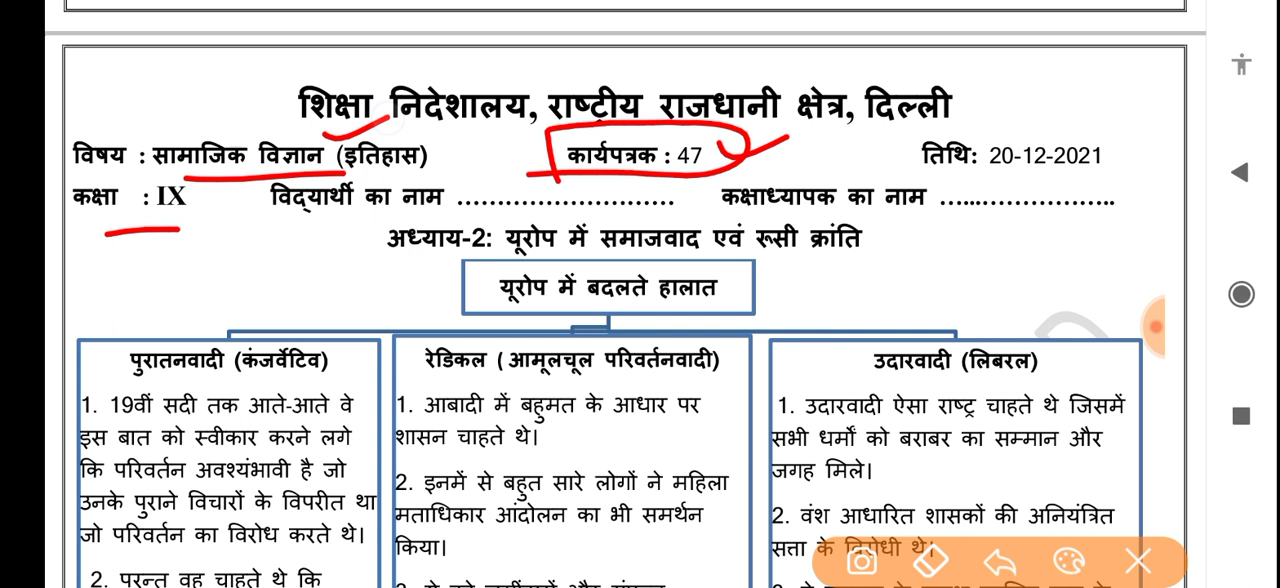 शिक्षा निदेशालय, राष्ट्रीय राजधानी क्षेत्र, दिल्ली
विषय : सामाजिक विज्ञान (इतिहास) कार्यपत्रक : 47 तिथि: 20-12-2021
कक्षा : IX विद्यार्थी का नाम ........................... कक्षाध्यापक का नाम ......................
अध्याय-2: यूरोप में समाजवाद एवं रूसी क्रांति
यूरोप में बदलते हालात
पुरातनवादी (कंजर्वेटिव)
1. 19वीं सदी तक आते-आते वे
इस बात को स्वीकार करने लगे
कि परिवर्तन अवश्यंभावी है जो
उनके पुराने विचारों के विपरीत था
जो परिवर्तन का विरोध करते थे।
2. परन्तु वह चाहते थे कि
रेडिकल (आमूलचूल परिवर्तनवादी)
1. आबादी में बहुमत के आधार पर
शासन चाहते थे।
2. इनमें से बहुत सारे लोगों ने महिला
मताधिकार आंदोलन का भी समर्थन
किया।
उदारवादी (लिबरल)
1. उदारवादी ऐसा राष्ट्र चाहते थे जिसमें
सभी धर्मों को बराबर का सम्मान और
जगह मिले।
2. वंश आधारित शासकों की अनियंत्रित
सत्ता के विरोधी थे।